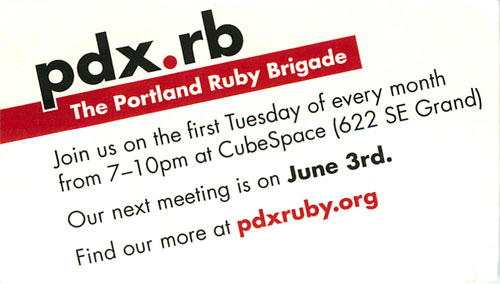 pdx.rb
The Portland Ruby Brigade
Join us on the first Tuesday of every month
from 7–10pm at CubeSpace (622 SE Grand)
Our next meeting is on June 3rd.
Find our more at pdxruby.org